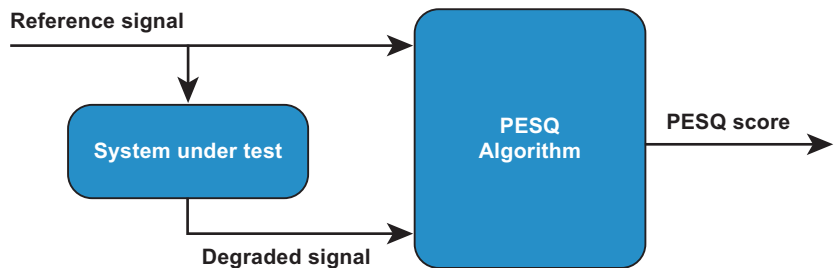 Reference signal
System under test
PESQ
Algorithm
PESQ score
Degraded signal